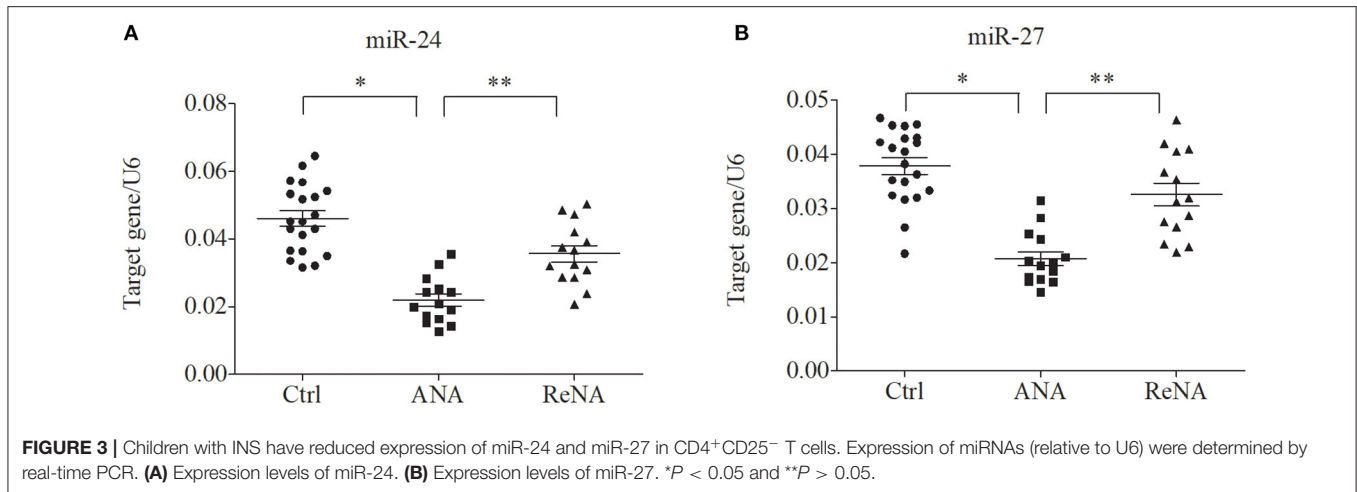 A
miR-24
* **
Target gene/U6
0.08
0.06
0.04
0.02
0.00
Ctrl ANA ReNA
B
miR-27
* **
Target gene/U6
0.05
0.04
0.03
0.02
0.01
0.00
Ctrl ANA ReNA
FIGURE 3 | Children with INS have reduced expression of miR-24 and miR-27 in CD4⁺CD25⁻ T cells. Expression of miRNAs (relative to U6) were determined by
real-time PCR. (A) Expression levels of miR-24. (B) Expression levels of miR-27. *P < 0.05 and **P > 0.05.